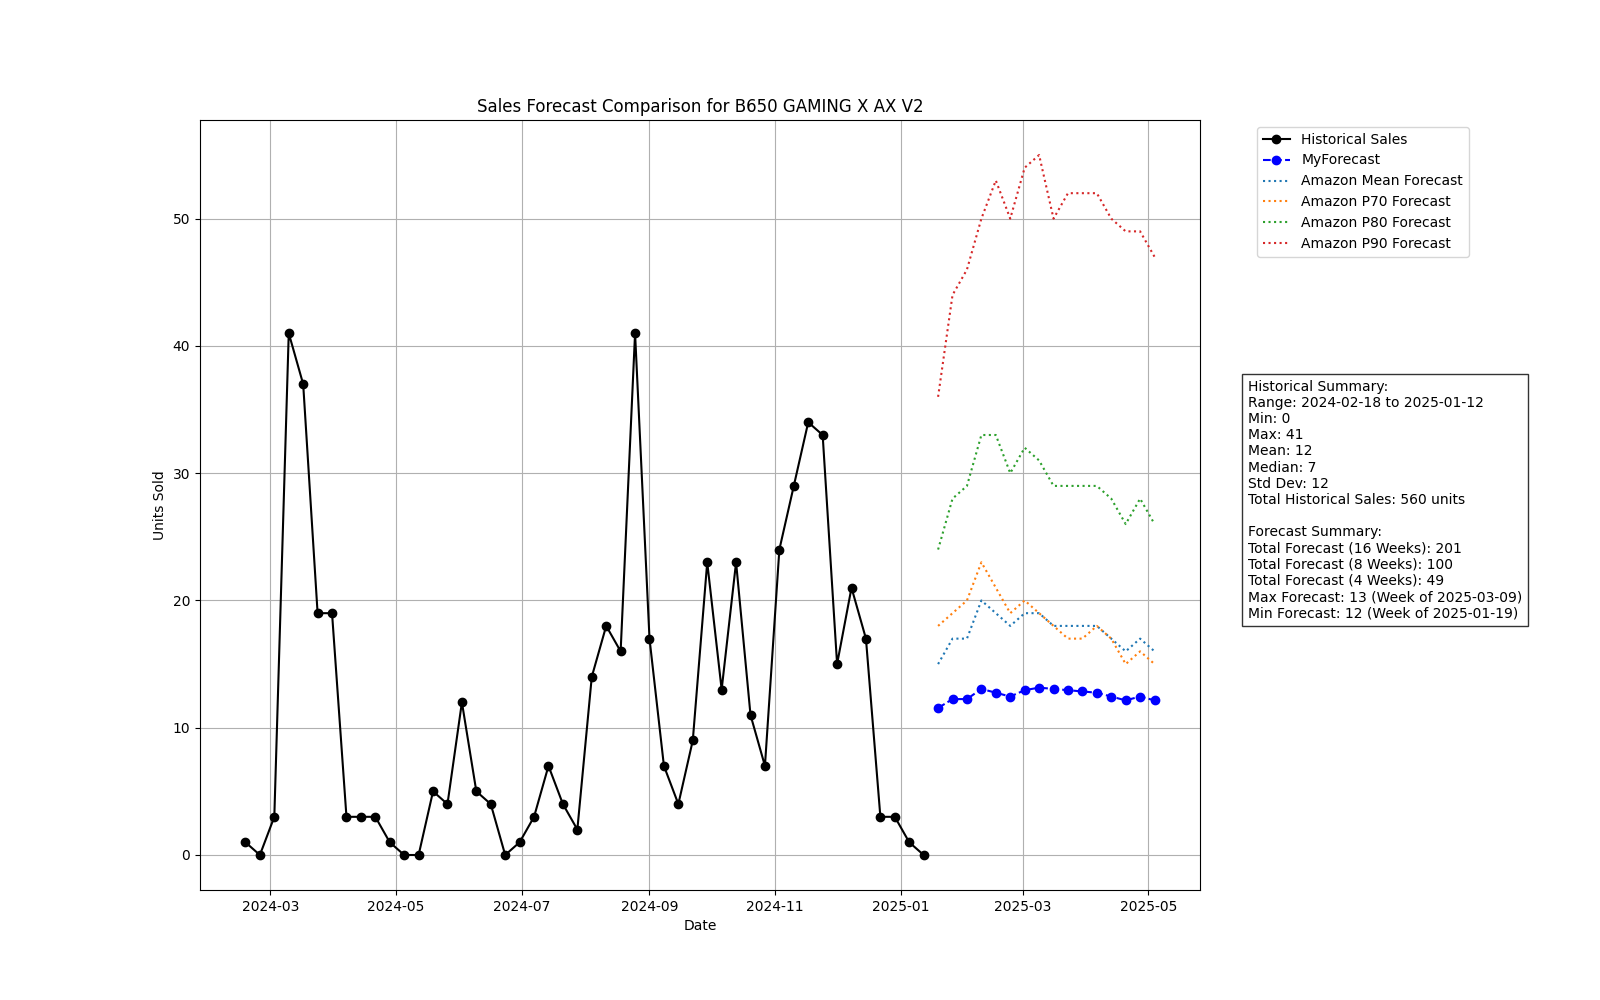 Sales Forecast Comparison for B650 GAMING X AX V2
Historical Sales
MyForecast
Amazon Mean Forecast
Amazon P70 Forecast
Amazon P80 Forecast
Amazon P90 Forecast
50
40
30
20
10
0
Units Sold
2024-03
2024-05
2024-07
2024-09
2024-11
2025-01
2025-03
2025-05
Date
Historical Summary:
Range: 2024-02-18 to 2025-01-12
Min: 0
Max: 41
Mean: 12
Median: 7
Std Dev: 12
Total Historical Sales: 560 units
Forecast Summary:
Total Forecast (16 Weeks): 201
Total Forecast (8 Weeks): 100
Total Forecast (4 Weeks): 49
Max Forecast: 13 (Week of 2025-03-09)
Min Forecast: 12 (Week of 2025-01-19)